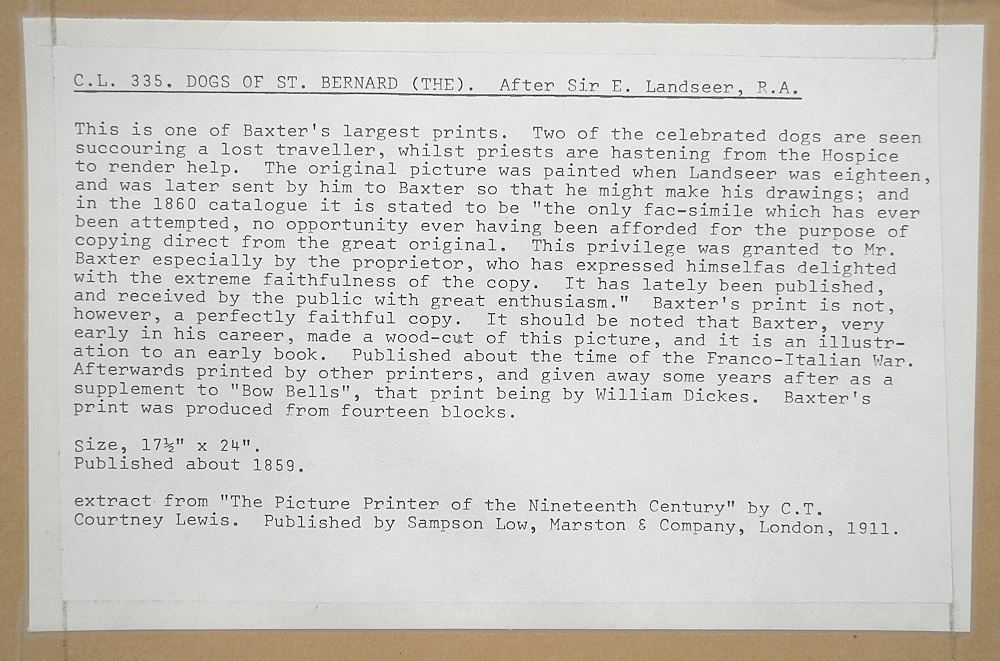 C.L. 335. DOGS OF ST. BERNARD (THE). After Sir E. Landseer, R.A.
This is one of Baxter's largest prints. Two of the celebrated dogs are seen
succouring a lost traveller, whilst priests are hastening from the Hospice
to render help. The original picture was painted when Landseer was eighteen,
and was later sent by him to Baxter so that he might make his drawings; and
in the 1860 catalogue it is stated to be "the only fac-simile which has ever
been attempted, no opportunity ever having been afforded for the purpose of
copying direct from the great original. This privilege was granted to Mr.
Baxter especially by the proprietor, who has expressed himselfas delighted
with the extreme faithfulness of the copy. It has lately been published,
and received by the public with great enthusiasm." Baxter's print is not,
however, a perfectly faithful copy. It should be noted that Baxter, very
early in his career, made a wood-cut of this picture, and it is an illustr-
ation to an early book. Published about the time of the Franco-Italian War.
Afterwards printed by other printers, and given away some years after as a
supplement to "Bow Bells", that print being by William Dickes. Baxter's
print was produced from fourteen blocks.
Size, 17½" x 24".
Published about 1859.
extract from "The Picture Printer of the Nineteenth Century" by C.T.
Courtney Lewis. Published by Sampson Low, Marston & Company, London, 1911.